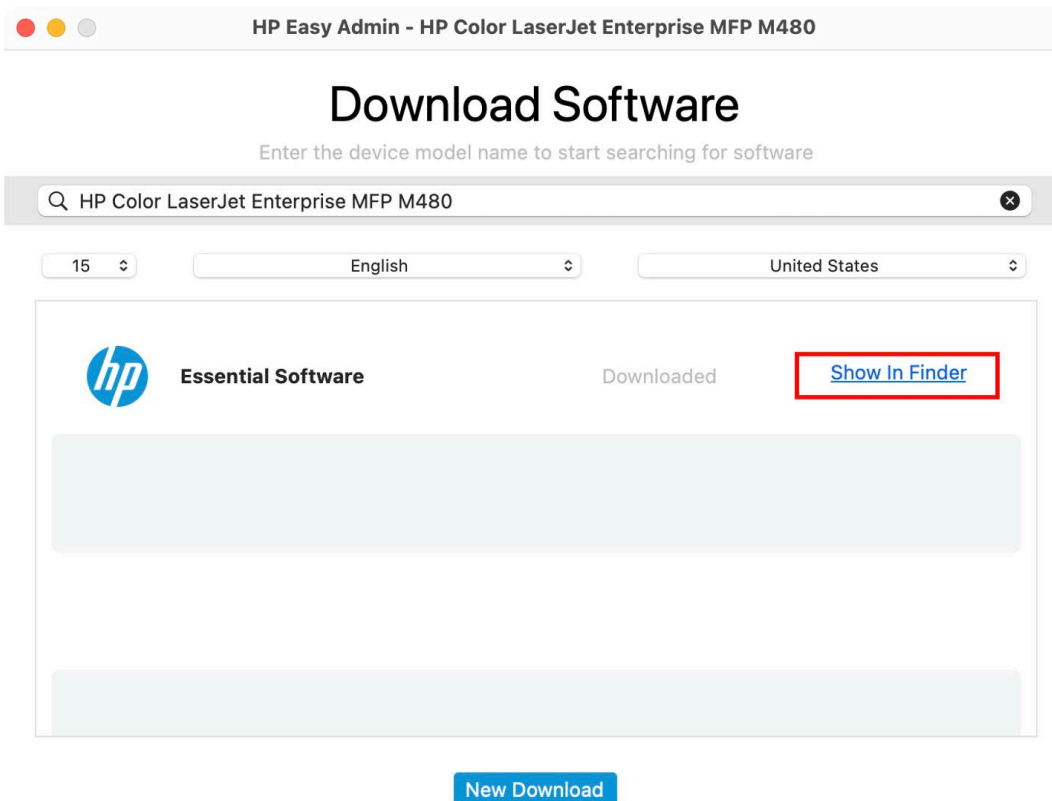 HP Easy Admin - HP Color LaserJet Enterprise MFP M480
Download Software
Enter the device model name to start searching for software
HP Color LaserJet Enterprise MFP M480
15 English United States
hp Essential Software Downloaded Show In Finder
New Download